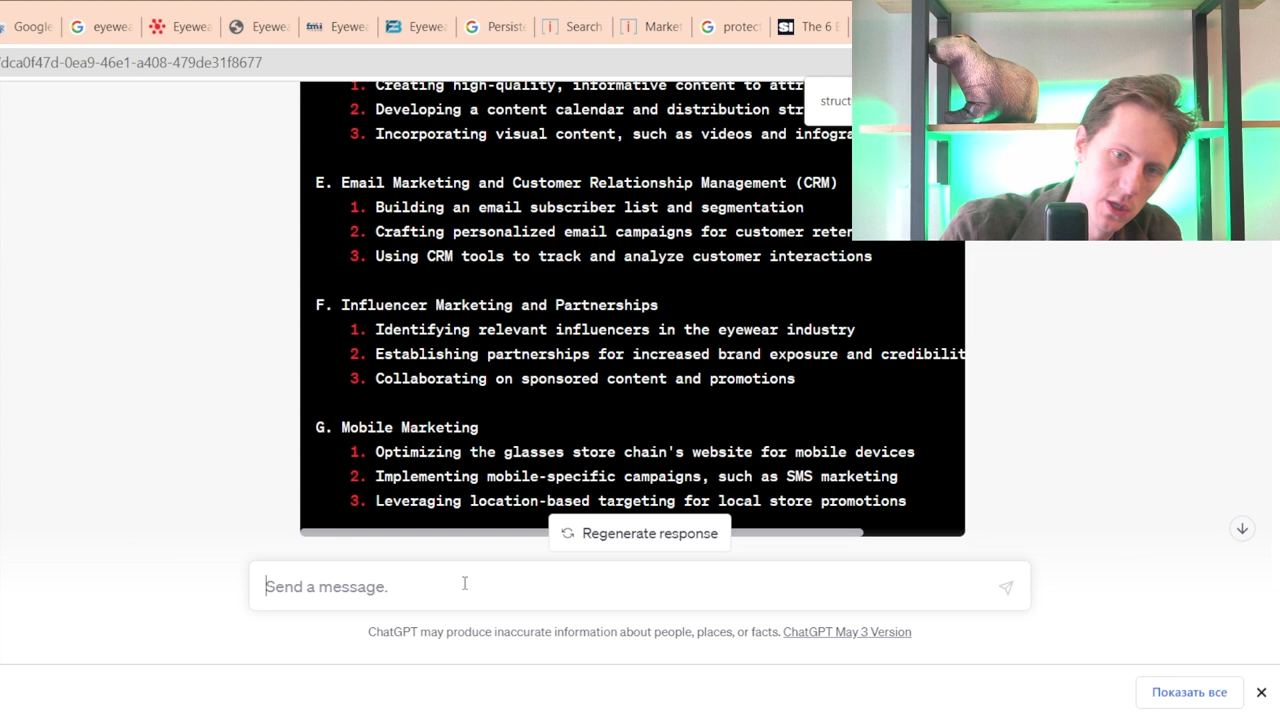 Google eyewea Eyewea Eyewea fmi Eyewea Eyewea Persiste Search Market protect SI The 6 E
dca0f47d-0ea9-46e1-a408-479de31f8677
1. Creating high-quality, informative content to attr
struct
2. Developing a content calendar and distribution str
3. Incorporating visual content, such as videos and infogra
E. Email Marketing and Customer Relationship Management (CRM)
1. Building an email subscriber list and segmentation
2. Crafting personalized email campaigns for customer reten
3. Using CRM tools to track and analyze customer interactions
F. Influencer Marketing and Partnerships
1. Identifying relevant influencers in the eyewear industry
2. Establishing partnerships for increased brand exposure and credibilit
3. Collaborating on sponsored content and promotions
G. Mobile Marketing
1. Optimizing the glasses store chain's website for mobile devices
2. Implementing mobile-specific campaigns, such as SMS marketing
3. Leveraging location-based targeting for local store promotions
Regenerate response
Send a message.
ChatGPT may produce inaccurate information about people, places, or facts. ChatGPT May 3 Version
Показать все